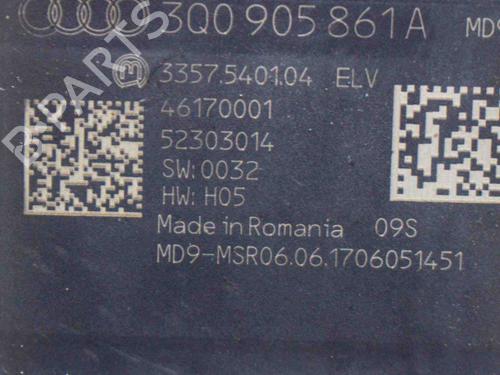 3Q0 905 861 A MD9
3357.5401.04 ELV
46170001
52303014
SW:0032
HW: H05
Made in Romania 09S
MD9-MSR06.06.1706051451
B-PARTS